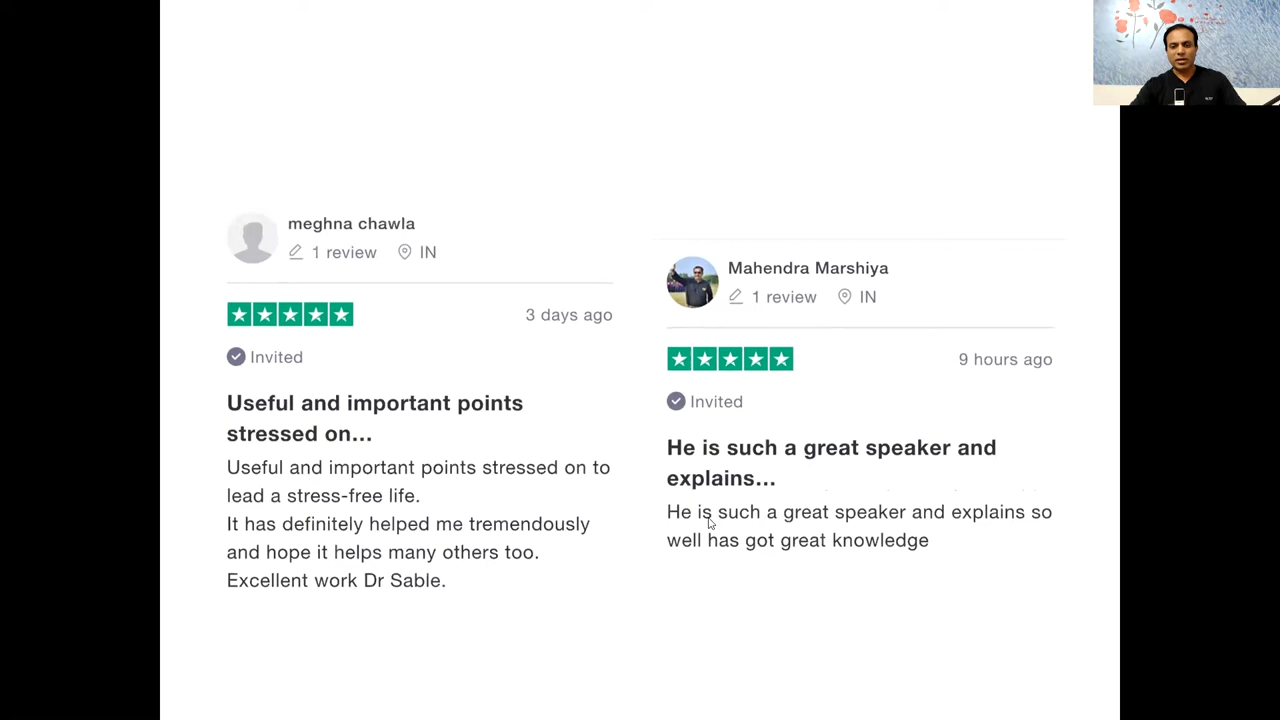 meghna chawla
1 review IN
3 days ago
Invited
Useful and important points
stressed on...
Useful and important points stressed on to
lead a stress-free life.
It has definitely helped me tremendously
and hope it helps many others too.
Excellent work Dr Sable.
Mahendra Marshiya
1 review IN
9 hours ago
Invited
He is such a great speaker and
explains...
He is such a great speaker and explains so
well has got great knowledge